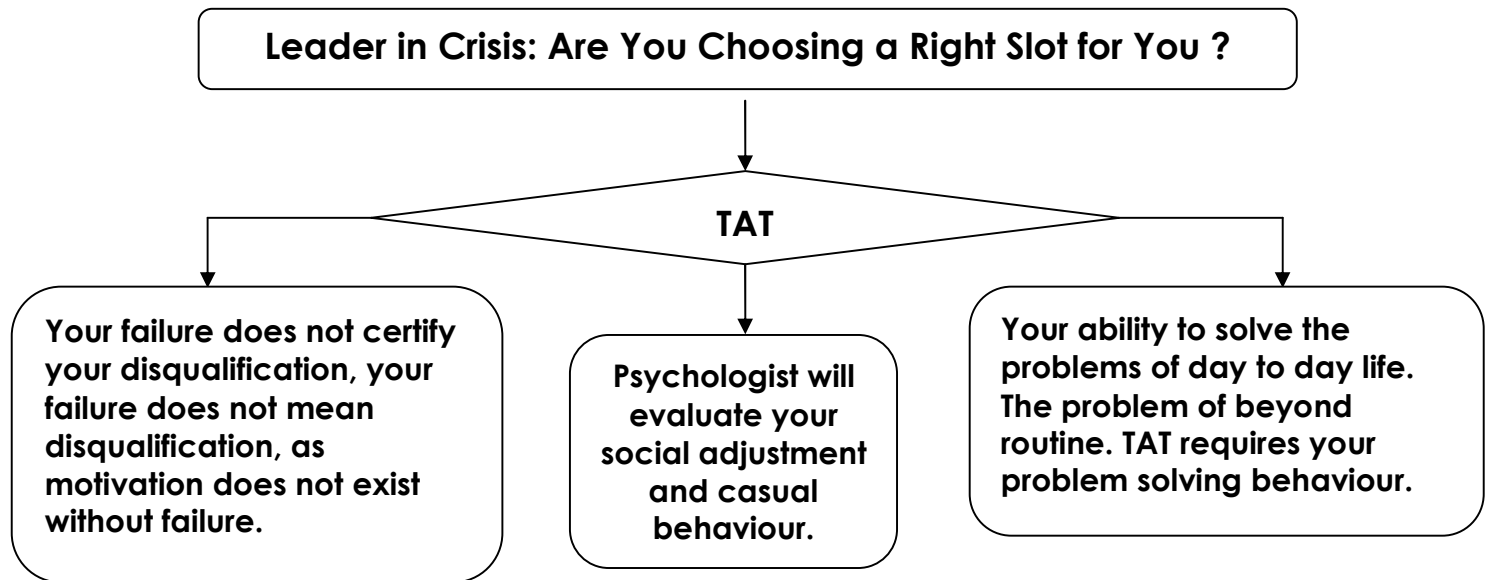 Leader in Crisis: Are You Choosing a Right Slot for You ?
TAT
Your failure does not certify
your disqualification, your
failure does not mean
disqualification, as
motivation does not exist
without failure.
Psychologist will
evaluate your
social adjustment
and casual
behaviour.
Your ability to solve the
problems of day to day life.
The problem of beyond
routine. TAT requires your
problem solving behaviour.